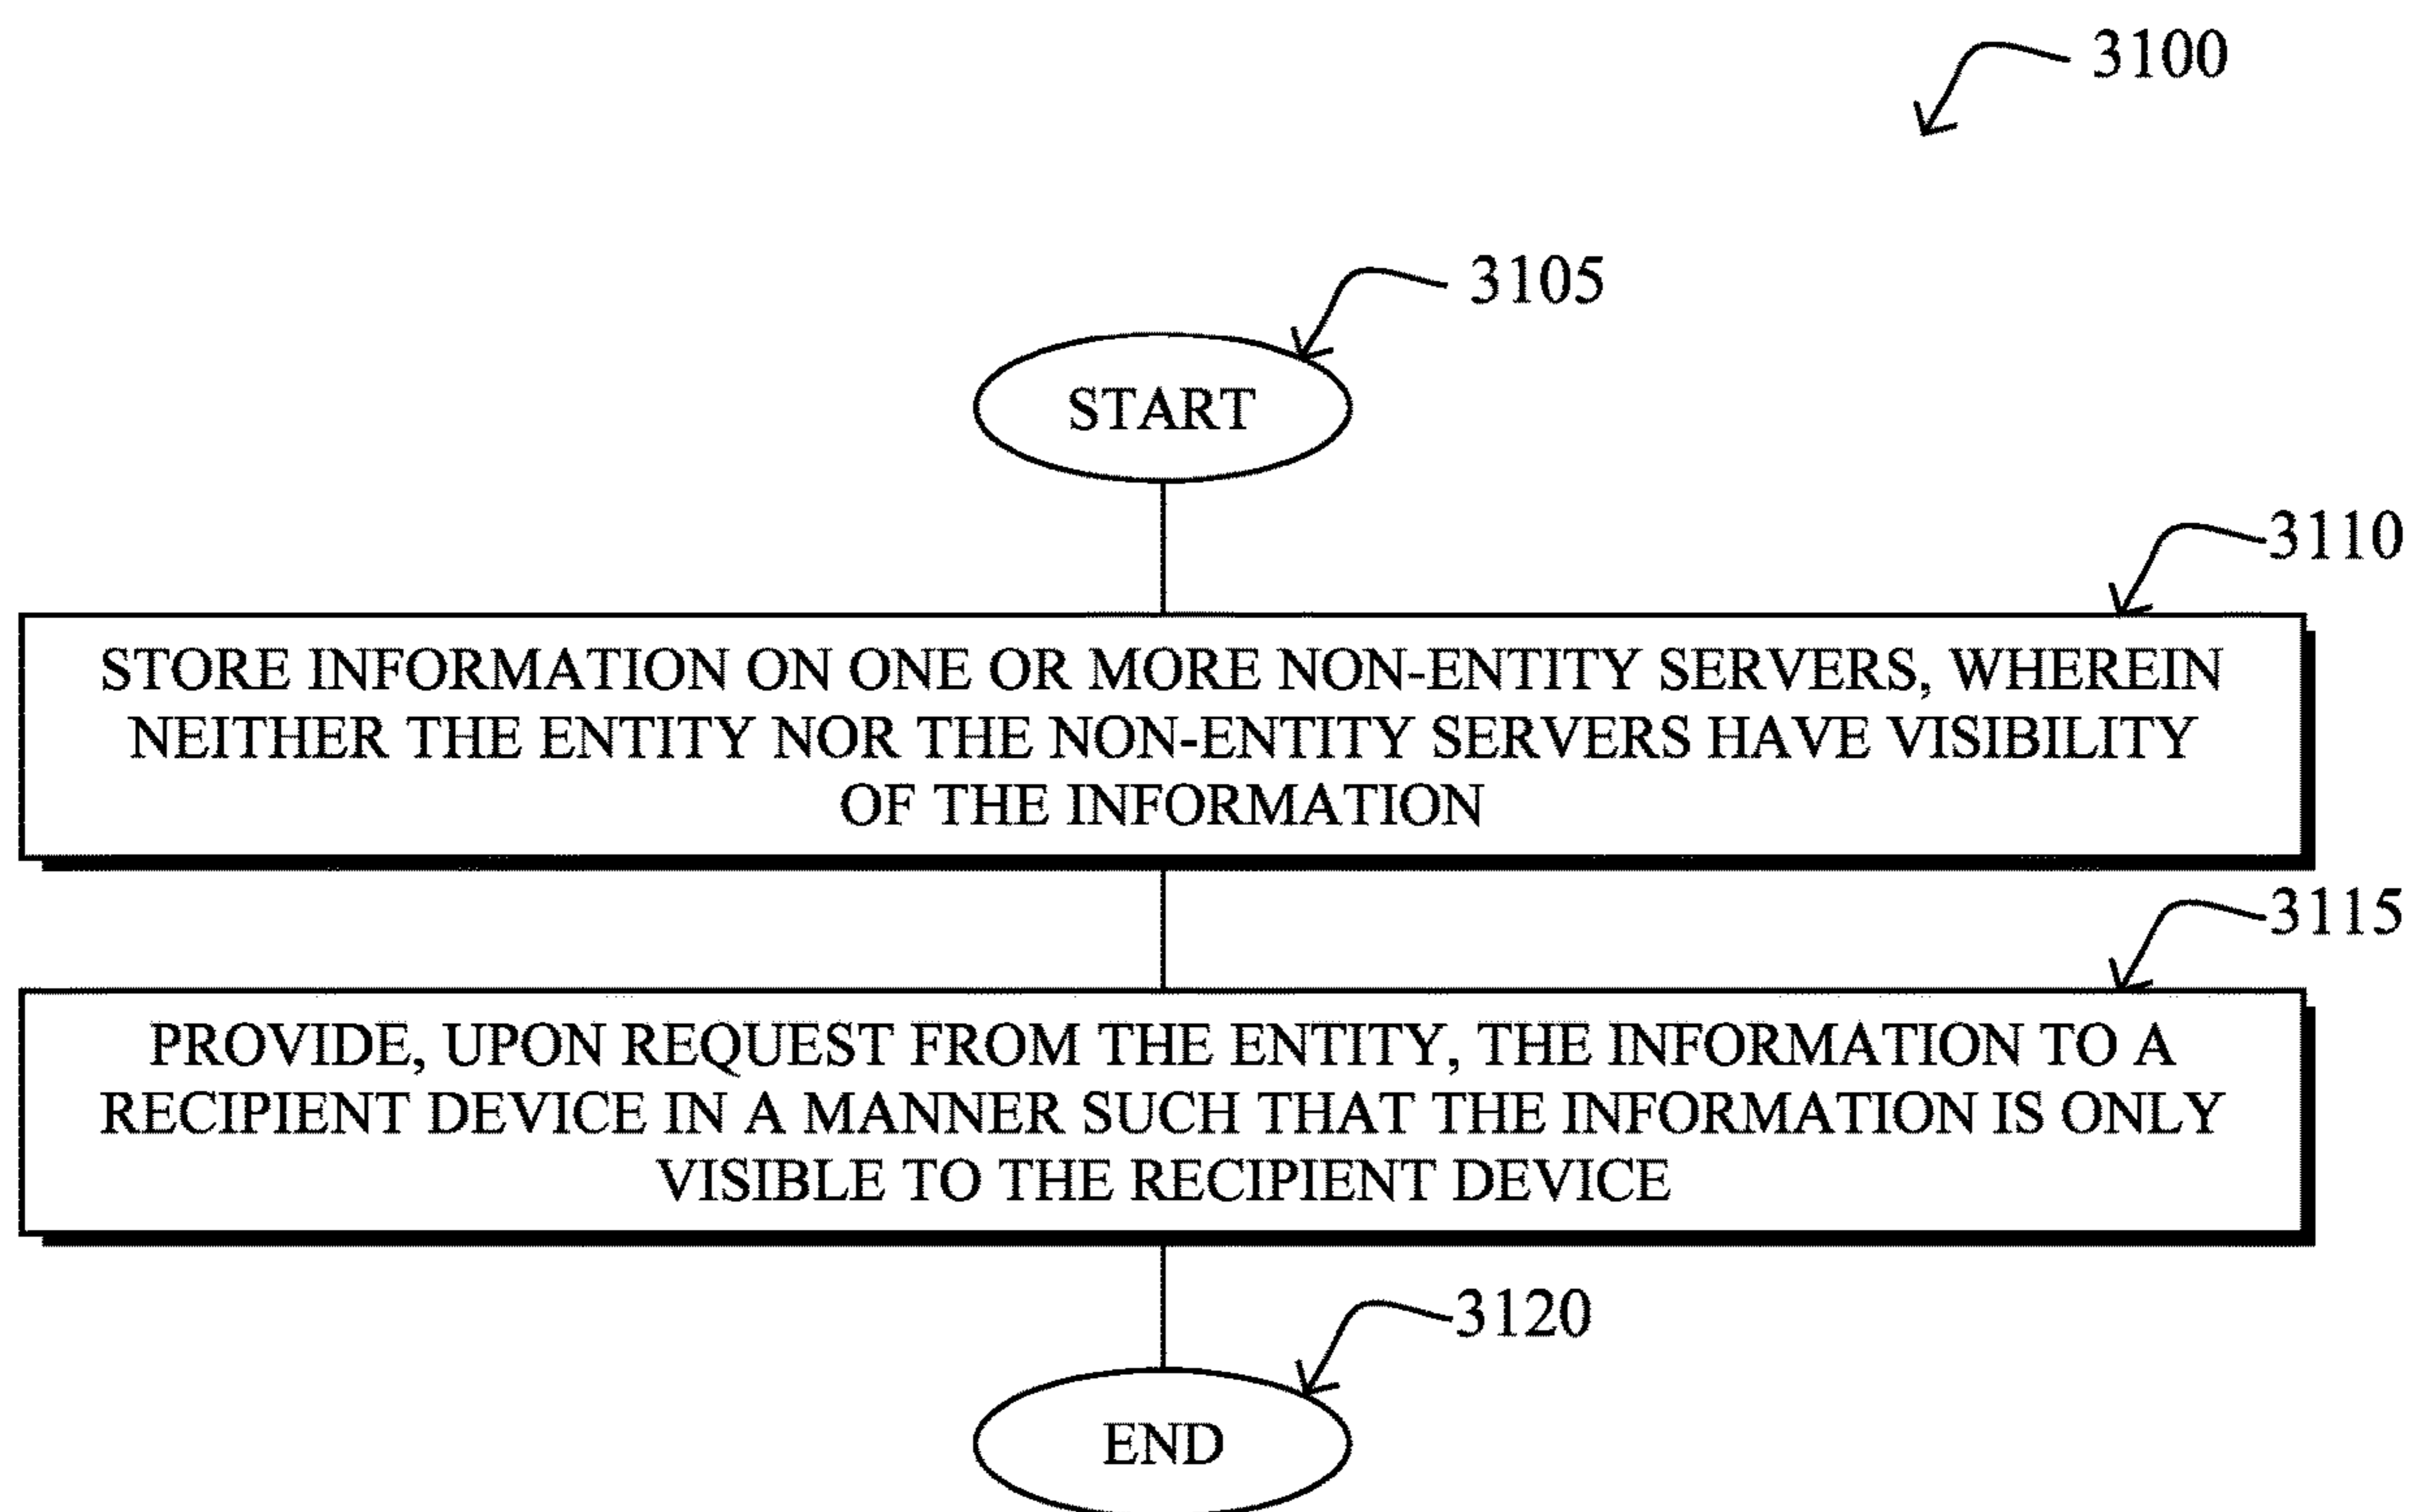 3100
3105
START
3110
STORE INFORMATION ON ONE OR MORE NON-ENTITY SERVERS, WHEREIN
NEITHER THE ENTITY NOR THE NON-ENTITY SERVERS HAVE VISIBILITY
OF THE INFORMATION
3115
PROVIDE, UPON REQUEST FROM THE ENTITY, THE INFORMATION TO A
RECIPIENT DEVICE IN A MANNER SUCH THAT THE INFORMATION IS ONLY
VISIBLE TO THE RECIPIENT DEVICE
3120
END